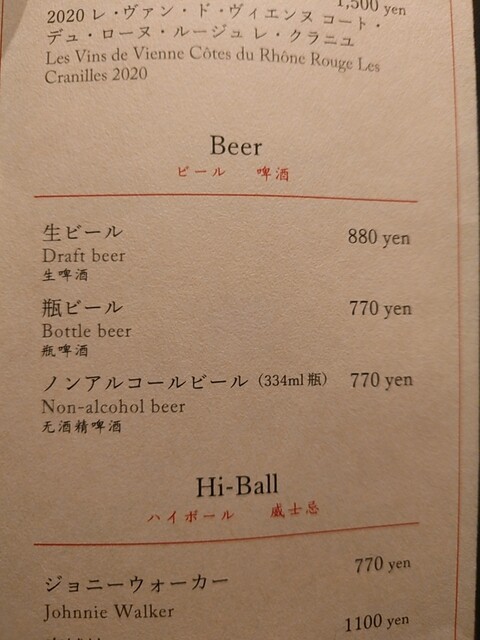 1,500 yen
2020 レ・ヴァン・ド・ヴィエンヌ コート・
デュ・ローヌ・ルージュ レ・クラニユ
Les Vins de Vienne Côtes du Rhône Rouge Les
Cranilles 2020
Beer
ビール 啤酒
生ビール 880 yen
Draft beer
生啤酒
瓶ビール 770 yen
Bottle beer
瓶啤酒
ノンアルコールビール（334ml 瓶） 770 yen
Non-alcohol beer
无酒精啤酒
Hi-Ball
ハイボール 威士忌
ジョニーウォーカー 770 yen
Johnnie Walker
1100 yen